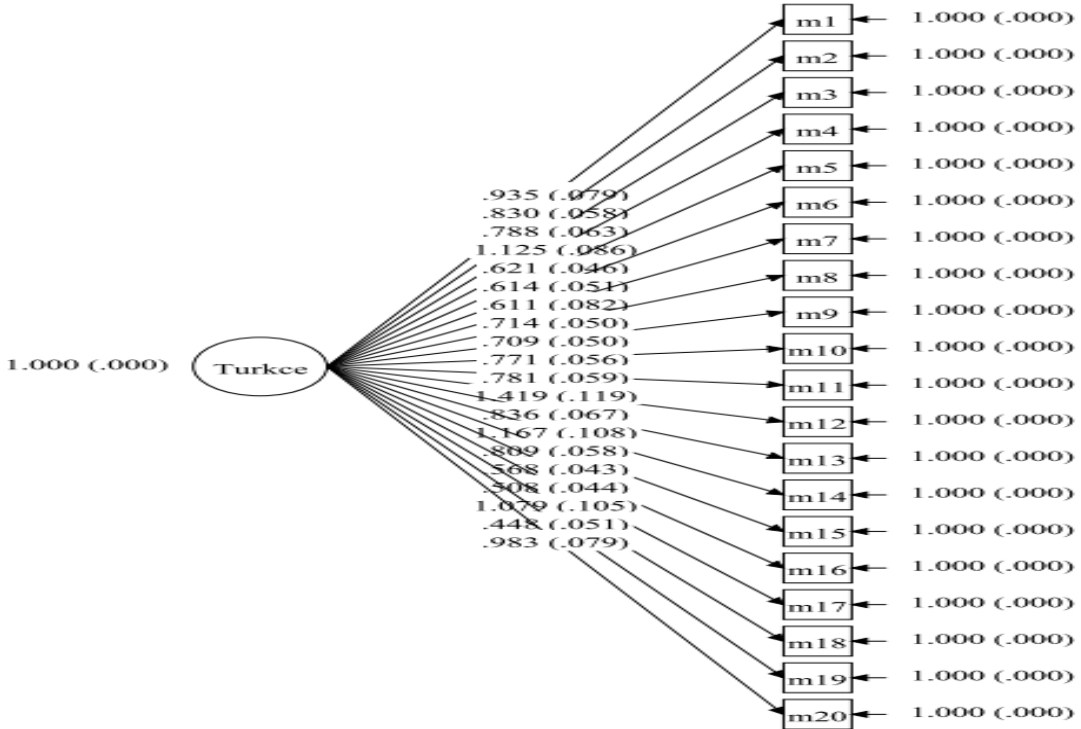 m1 1.000 (.000)
m2 1.000 (.000)
m3 1.000 (.000)
m4 1.000 (.000)
m5 1.000 (.000)
m6 1.000 (.000)
m7 1.000 (.000)
m8 1.000 (.000)
m9 1.000 (.000)
m10 1.000 (.000)
m11 1.000 (.000)
m12 1.000 (.000)
m13 1.000 (.000)
m14 1.000 (.000)
m15 1.000 (.000)
m16 1.000 (.000)
m17 1.000 (.000)
m18 1.000 (.000)
m19 1.000 (.000)
m20 1.000 (.000)
.935 (.079)
.830 (.058)
.788 (.063)
1.125 (.086)
.621 (.046)
.614 (.051)
.611 (.082)
.714 (.050)
.709 (.050)
.771 (.056)
.781 (.059)
1.419 (.119)
.836 (.067)
1.167 (.108)
.809 (.058)
.568 (.043)
.508 (.044)
1.079 (.105)
.448 (.051)
.983 (.079)
1.000 (.000) Turkce